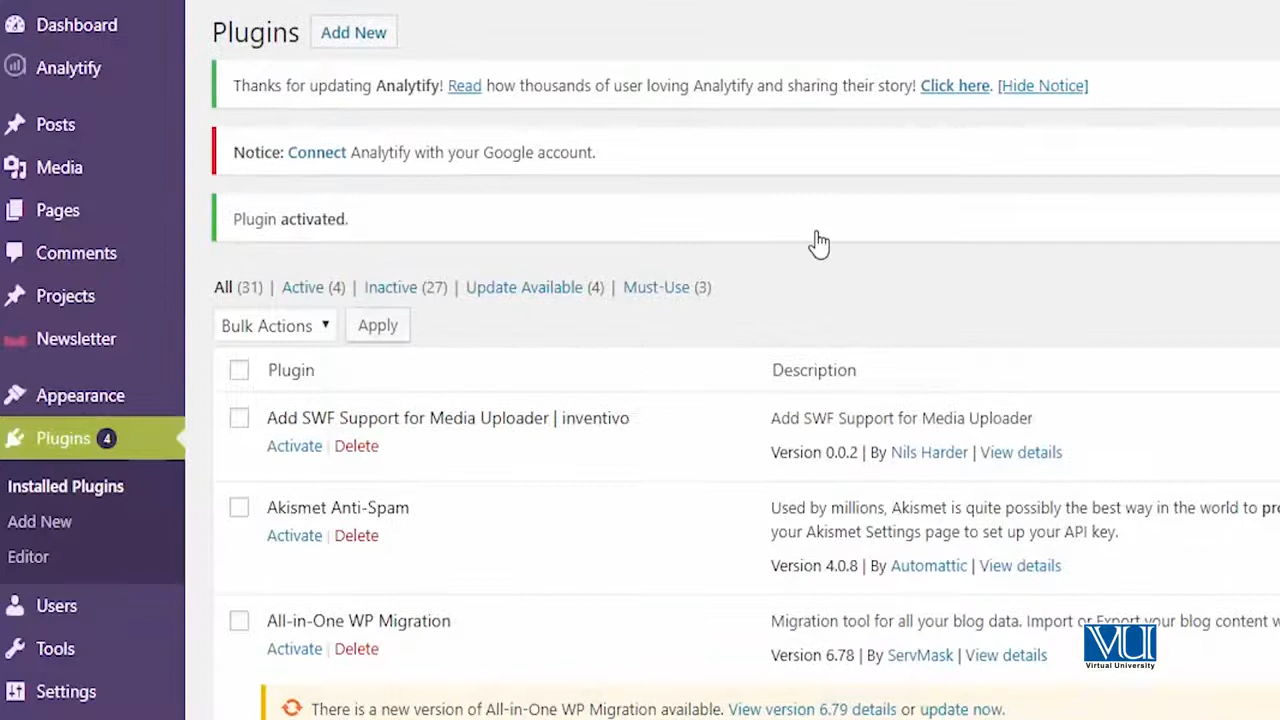 Dashboard
Analytify
Posts
Media
Pages
Comments
Projects
Newsletter
Appearance
Plugins 4
Installed Plugins
Add New
Editor
Users
Tools
Settings
Plugins Add New
Thanks for updating Analytify! Read how thousands of user loving Analytify and sharing their story! Click here. [Hide Notice]
Notice: Connect Analytify with your Google account.
Plugin activated.
All (31) | Active (4) | Inactive (27) | Update Available (4) | Must-Use (3)
Bulk Actions Apply
Plugin Description
Add SWF Support for Media Uploader | inventivo
Activate | Delete
Add SWF Support for Media Uploader
Version 0.0.2 | By Nils Harder | View details
Akismet Anti-Spam
Activate | Delete
Used by millions, Akismet is quite possibly the best way in the world to
your Akismet Settings page to set up your API key.
Version 4.0.8 | By Automattic | View details
All-in-One WP Migration
Activate | Delete
Migration tool for all your blog data. Import or Export your blog content
Version 6.78 | By ServMask | View details
There is a new version of All-in-One WP Migration available. View version 6.79 details or update now.
VU
Virtual University